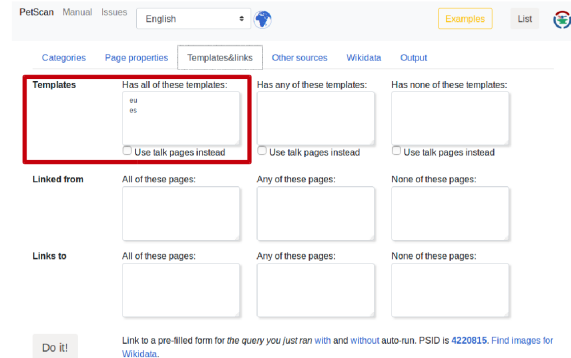 PetScan Manual Issues English Examples List
Categories Page properties Templates&links Other sources Wikidata Output
Templates Has all of these templates: Has any of these templates: Has none of these templates:
eu
es
Use talk pages instead Use talk pages instead Use talk pages instead
Linked from All of these pages: Any of these pages: None of these pages:
Links to All of these pages: Any of these pages: None of these pages:
Do it! Link to a pre-filled form for the query you just ran with and without auto-run. PSID is 4220815. Find images for
Wikidata.